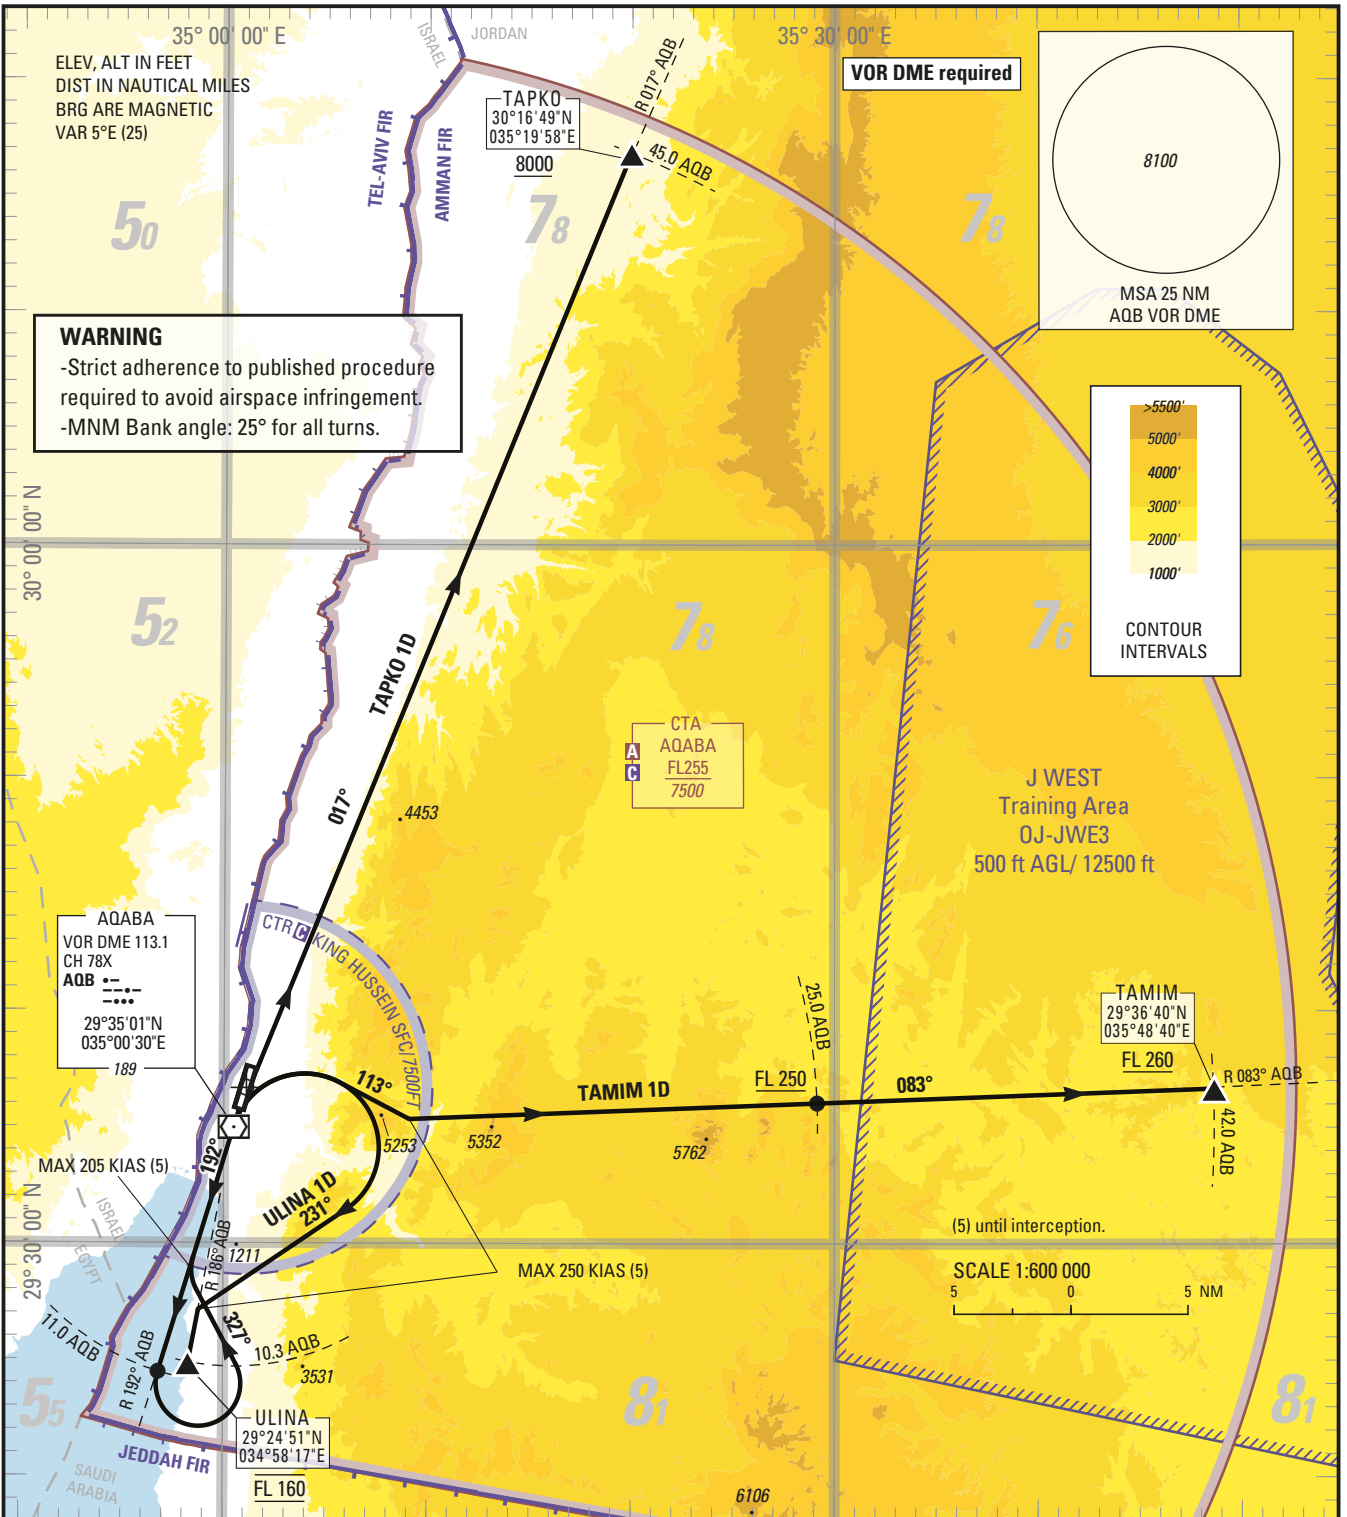 35° 00' 00" E
ISRAEL
JORDAN
35° 30' 00" E
ELEV, ALT IN FEET
DIST IN NAUTICAL MILES
BRG ARE MAGNETIC
VAR 5°E (25)
VOR DME required
R 017° AQB
TAPKO
30°16'49"N
035°19'58"E
8000
45.0 AQB
8100
MSA 25 NM
AQB VOR DME
TEL-AVIV FIR
AMMAN FIR
50
78
78
WARNING
-Strict adherence to published procedure
required to avoid airspace infringement.
-MNM Bank angle: 25° for all turns.
>5500'
5000'
4000'
3000'
2000'
1000'
CONTOUR
INTERVALS
30° 00' 00" N
52
78
76
TAPKO 1D
017°
CTA
AQABA
FL255
7500
A
C
J WEST
Training Area
OJ-JWE3
500 ft AGL/ 12500 ft
4453
AQABA
VOR DME 113.1
CH 78X
AQB
29°35'01"N
035°00'30"E
189
CTR C KING HUSSEIN SFC/7500FT
25.0 AQB
TAMIM
29°36'40"N
035°48'40"E
FL 260
R 083° AQB
42.0 AQB
113°
TAMIM 1D
FL 250
083°
5253
5352
5762
192°
MAX 205 KIAS (5)
ULINA 1D
231°
ISRAEL
EGYPT
R 186° AQB
1211
(5) until interception.
29° 30' 00" N
MAX 250 KIAS (5)
SCALE 1:600 000
5 0 5 NM
11.0 AQB
R 192° AQB
327°
10.3 AQB
3531
55
81
81
ULINA
29°24'51"N
034°58'17"E
FL 160
JEDDAH FIR
SAUDI
ARABIA
6106